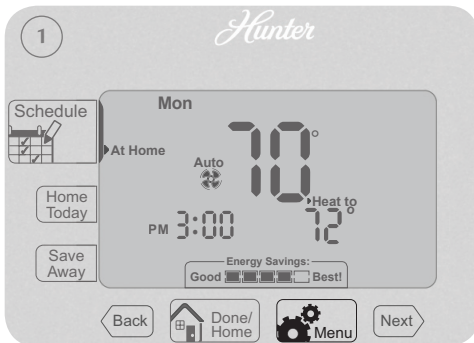 1
Hunter
Schedule
Mon
At Home
Auto
70°
Heat to
72°
PM 3:00
Home
Today
Save
Away
Energy Savings:
Good Best!
Back
Done/
Home
Menu
Next